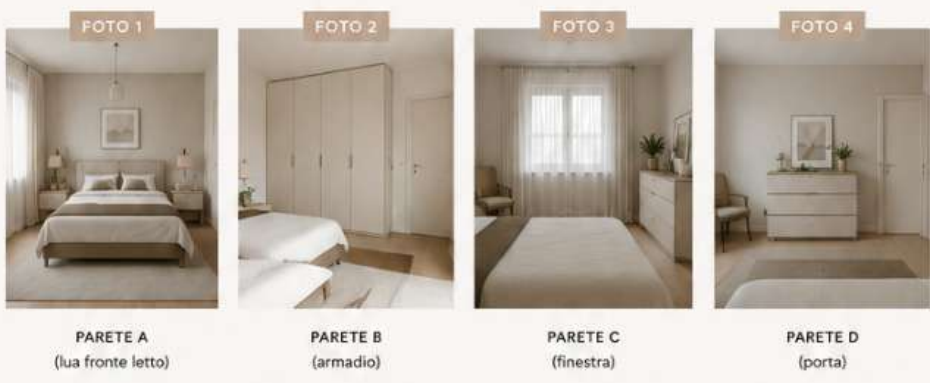 FOTO 1
FOTO 2
FOTO 3
FOTO 4
PARETE A
(lua fronte letto)
PARETE B
(armadio)
PARETE C
(finestra)
PARETE D
(porta)